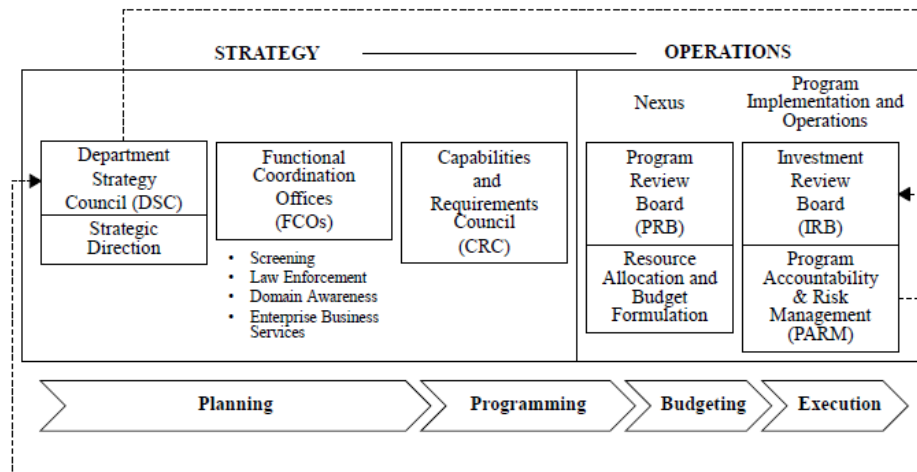 STRATEGY
OPERATIONS
Nexus
Program
Implementation and
Operations
Department
Strategy
Council (DSC)
Strategic
Direction
Functional
Coordination
Offices
(FCOs)
• Screening
• Law Enforcement
• Domain Awareness
• Enterprise Business
Services
Capabilities
and
Requirements
Council
(CRC)
Program
Review
Board
(PRB)
Resource
Allocation and
Budget
Formulation
Investment
Review
Board
(IRB)
Program
Accountability
& Risk
Management
(PARM)
Planning
Programming
Budgeting
Execution